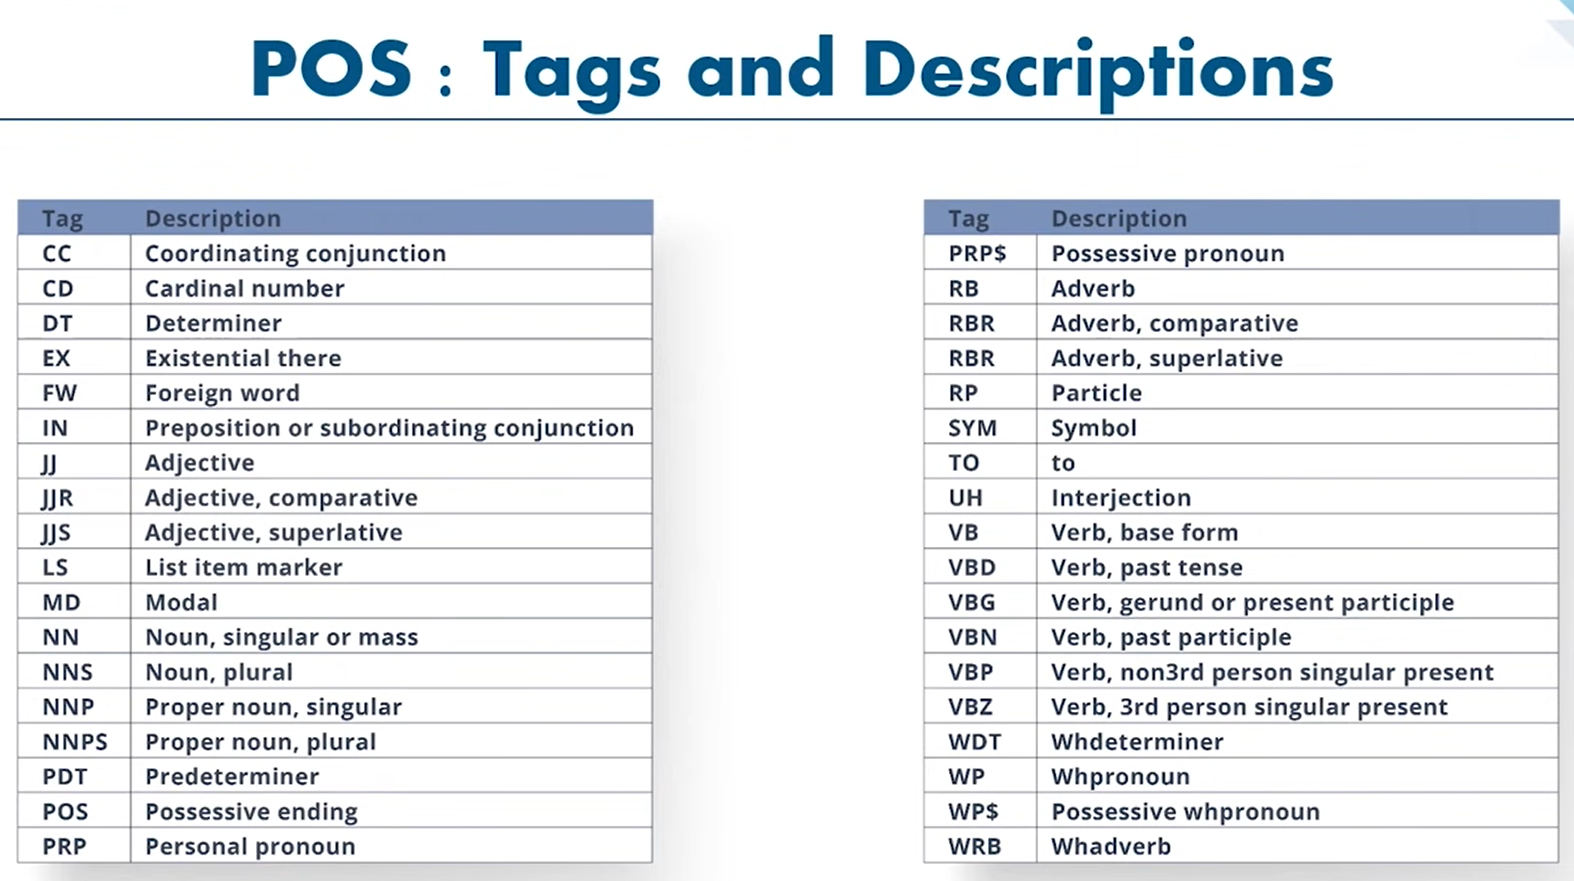 POS : Tags and Descriptions
Tag Description
CC Coordinating conjunction
CD Cardinal number
DT Determiner
EX Existential there
FW Foreign word
IN Preposition or subordinating conjunction
JJ Adjective
JJR Adjective, comparative
JJS Adjective, superlative
LS List item marker
MD Modal
NN Noun, singular or mass
NNS Noun, plural
NNP Proper noun, singular
NNPS Proper noun, plural
PDT Predeterminer
POS Possessive ending
PRP Personal pronoun
Tag Description
PRP$ Possessive pronoun
RB Adverb
RBR Adverb, comparative
RBR Adverb, superlative
RP Particle
SYM Symbol
TO to
UH Interjection
VB Verb, base form
VBD Verb, past tense
VBG Verb, gerund or present participle
VBN Verb, past participle
VBP Verb, non3rd person singular present
VBZ Verb, 3rd person singular present
WDT Whdeterminer
WP Whpronoun
WP$ Possessive whpronoun
WRB Whadverb